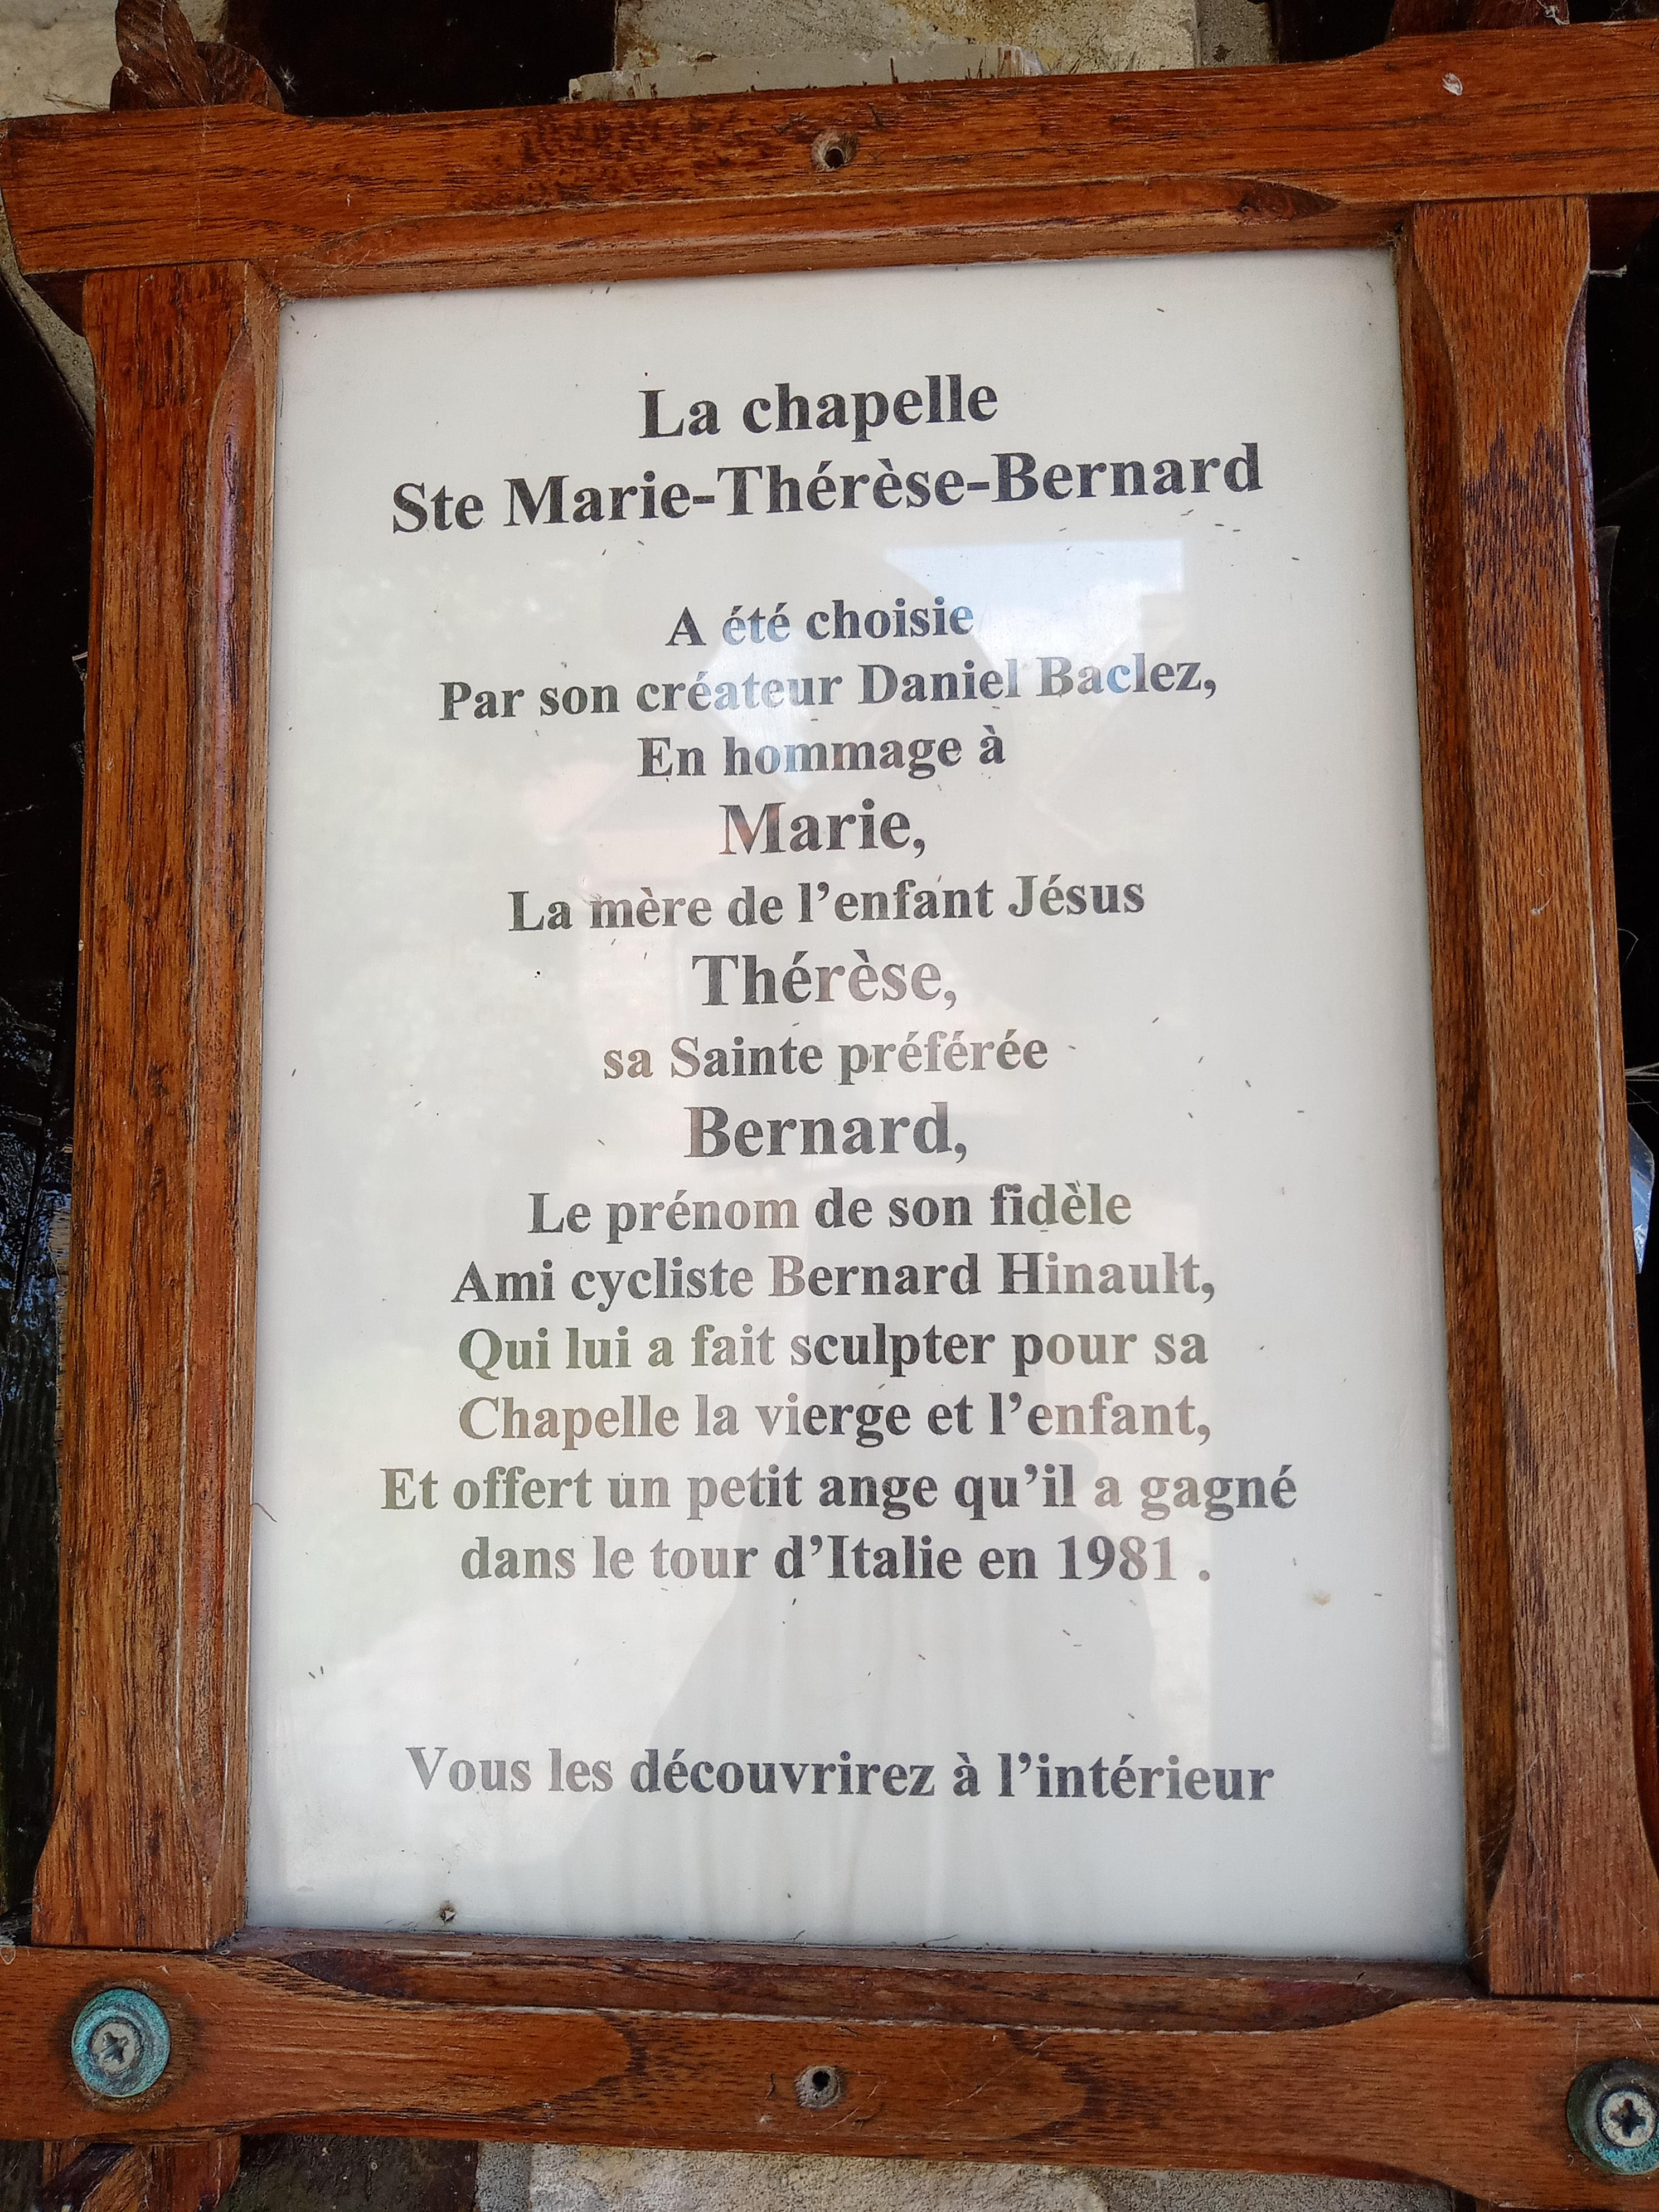 La chapelle
Ste Marie-Thérèse-Bernard
A été choisie
Par son créateur Daniel Baclez,
En hommage à
Marie,
La mère de l’enfant Jésus
Thérèse,
sa Sainte préférée
Bernard,
Le prénom de son fidèle
Ami cycliste Bernard Hinault,
Qui lui a fait sculpter pour sa
Chapelle la vierge et l’enfant,
Et offert un petit ange qu’il a gagné
dans le tour d’Italie en 1981 .
Vous les découvrirez à l’intérieur